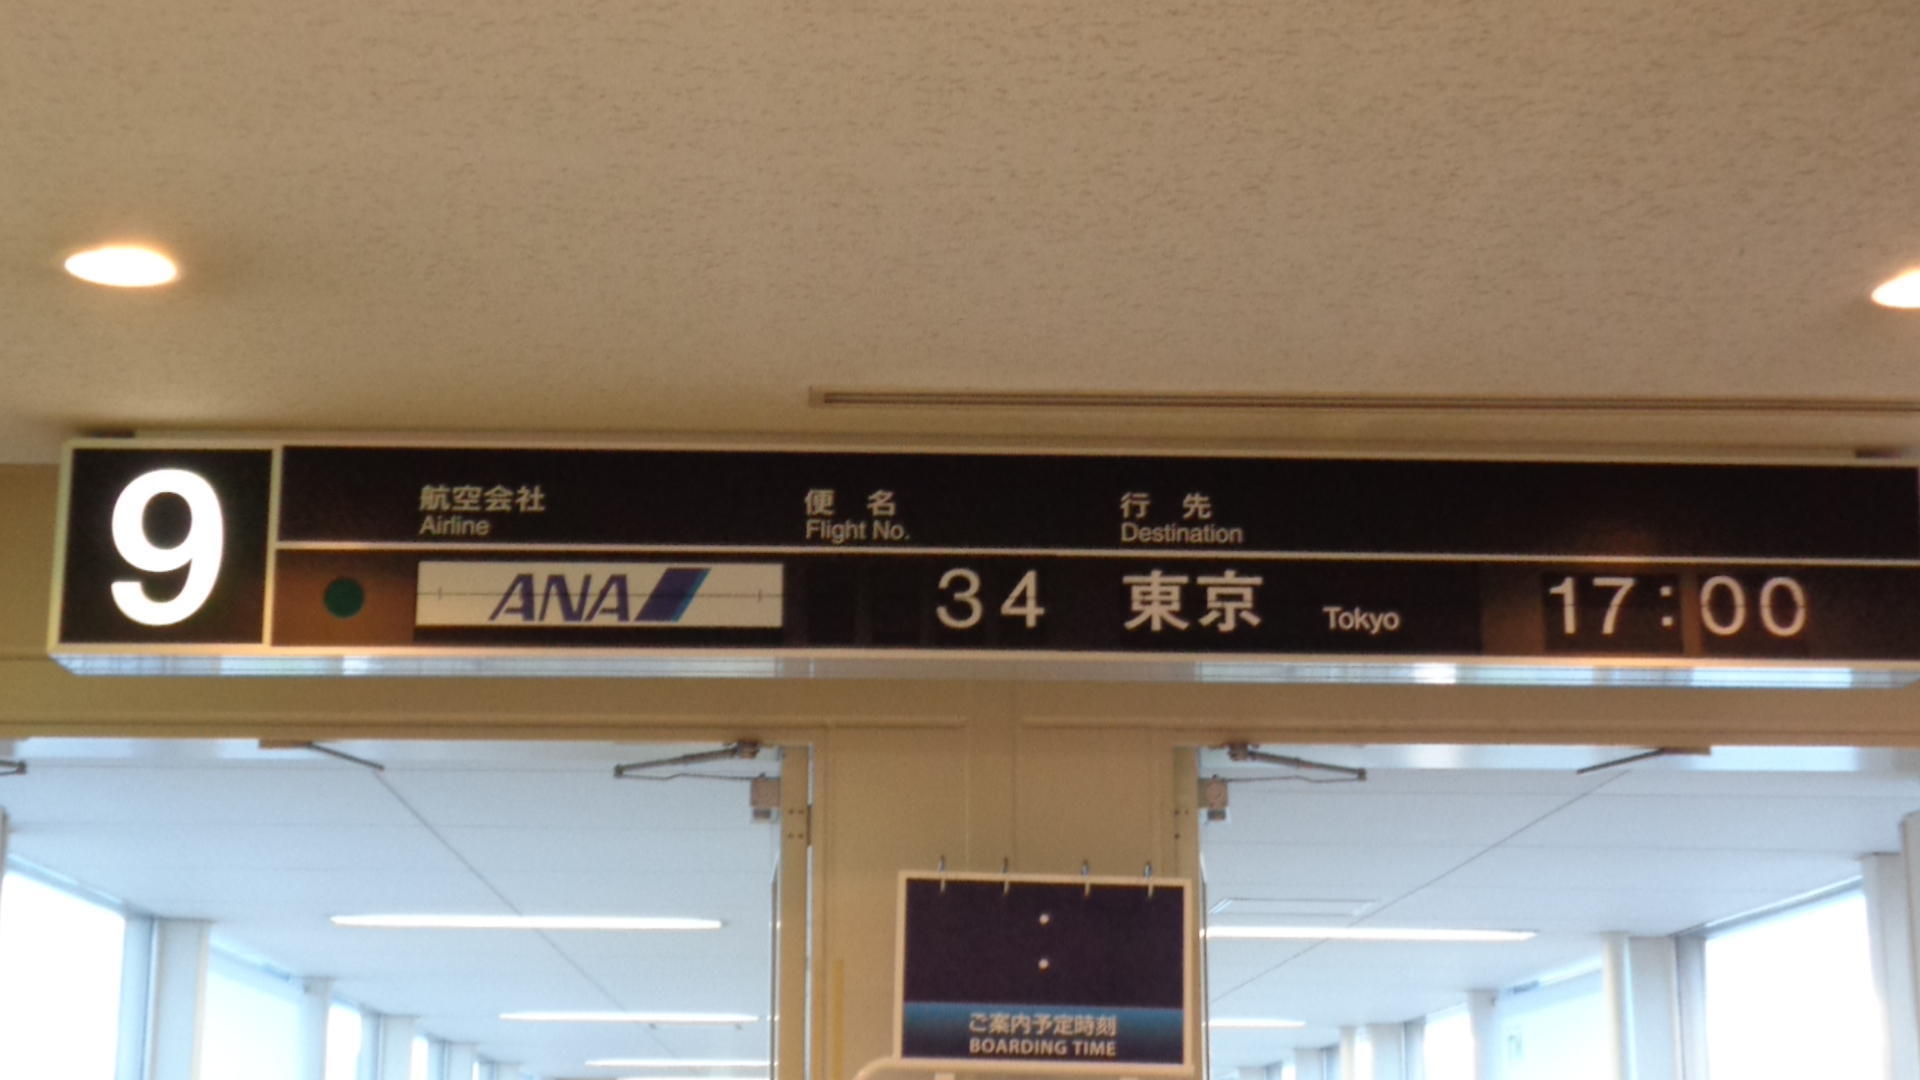 9
航空会社 便 名 行 先
Airline Flight No. Destination
ANA 34 東京 Tokyo 17:00
:
ご案内予定時刻
BOARDING TIME